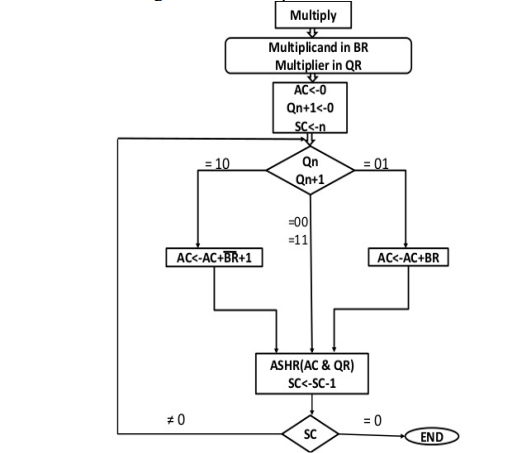 Multiply
Multiplicand in BR
Multiplier in QR
AC<-0
Qn+1<-0
SC<-n
= 10
Qn
Qn+1
= 01
=00
=11
AC<-AC+B̅R̅+1
AC<-AC+BR
ASHR(AC & QR)
SC<-SC-1
≠ 0
SC
= 0
END